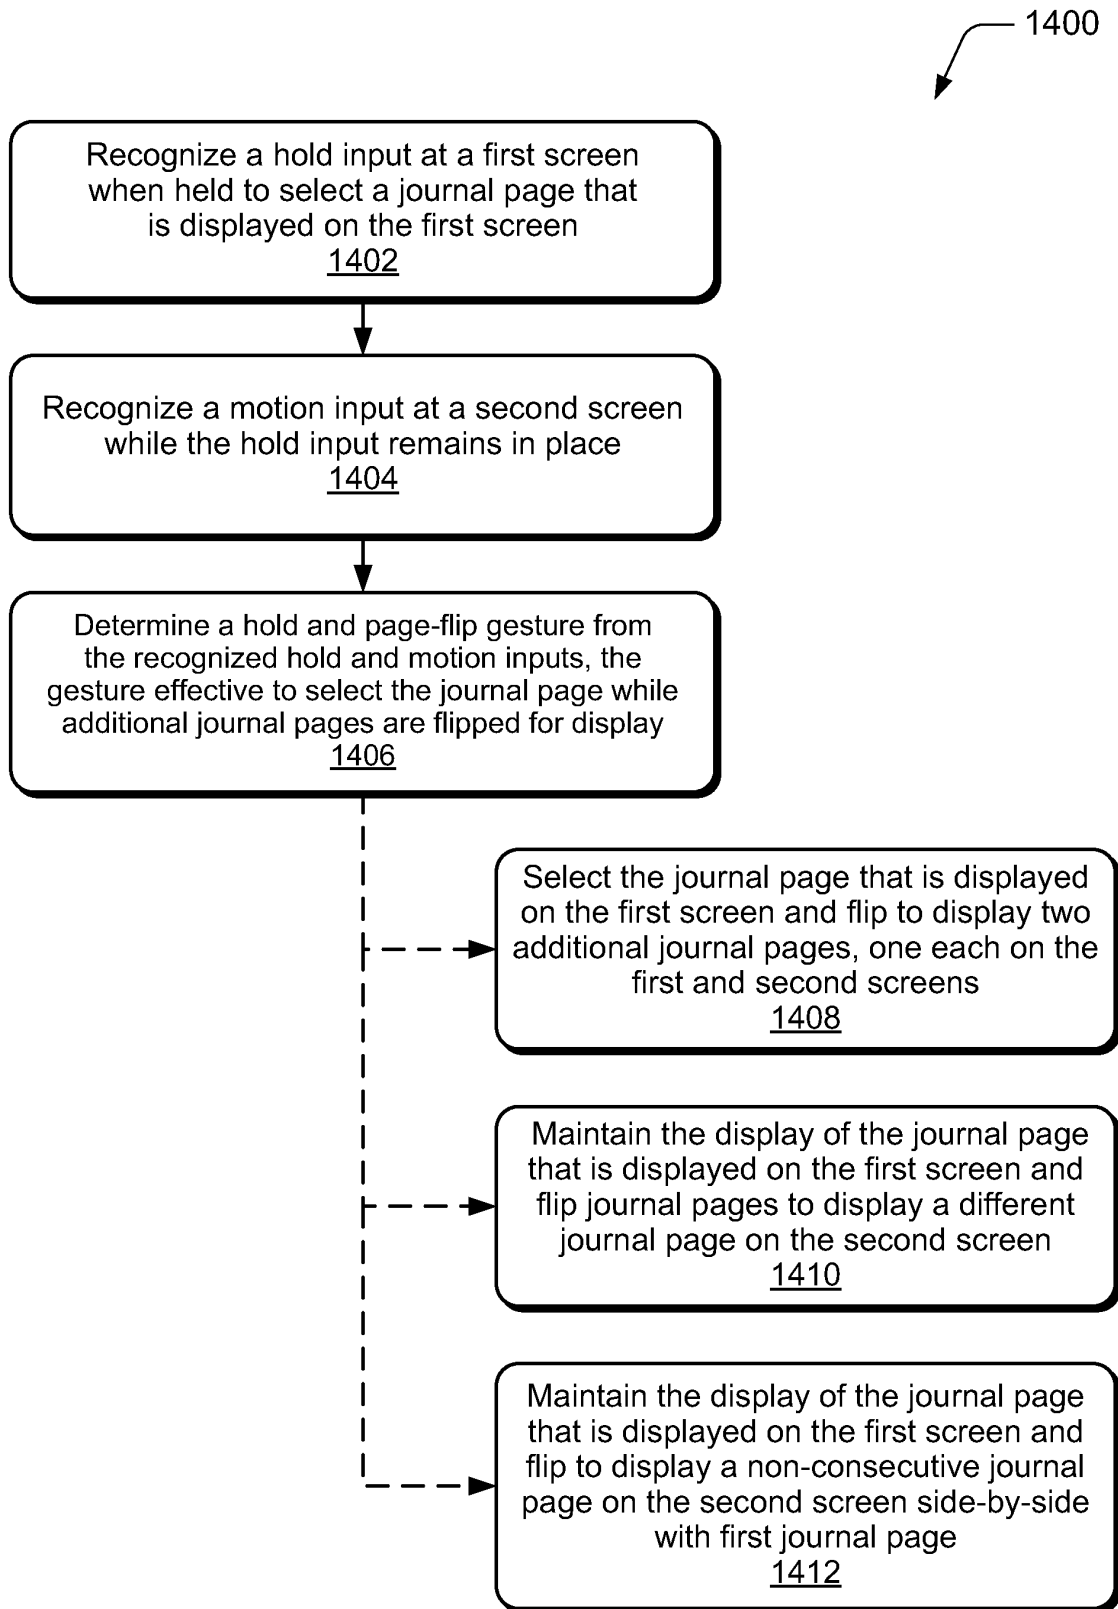 1400
Recognize a hold input at a first screen
when held to select a journal page that
is displayed on the first screen
1402
Recognize a motion input at a second screen
while the hold input remains in place
1404
Determine a hold and page-flip gesture from
the recognized hold and motion inputs, the
gesture effective to select the journal page while
additional journal pages are flipped for display
1406
Select the journal page that is displayed
on the first screen and flip to display two
additional journal pages, one each on the
first and second screens
1408
Maintain the display of the journal page
that is displayed on the first screen and
flip journal pages to display a different
journal page on the second screen
1410
Maintain the display of the journal page
that is displayed on the first screen and
flip to display a non-consecutive journal
page on the second screen side-by-side
with first journal page
1412